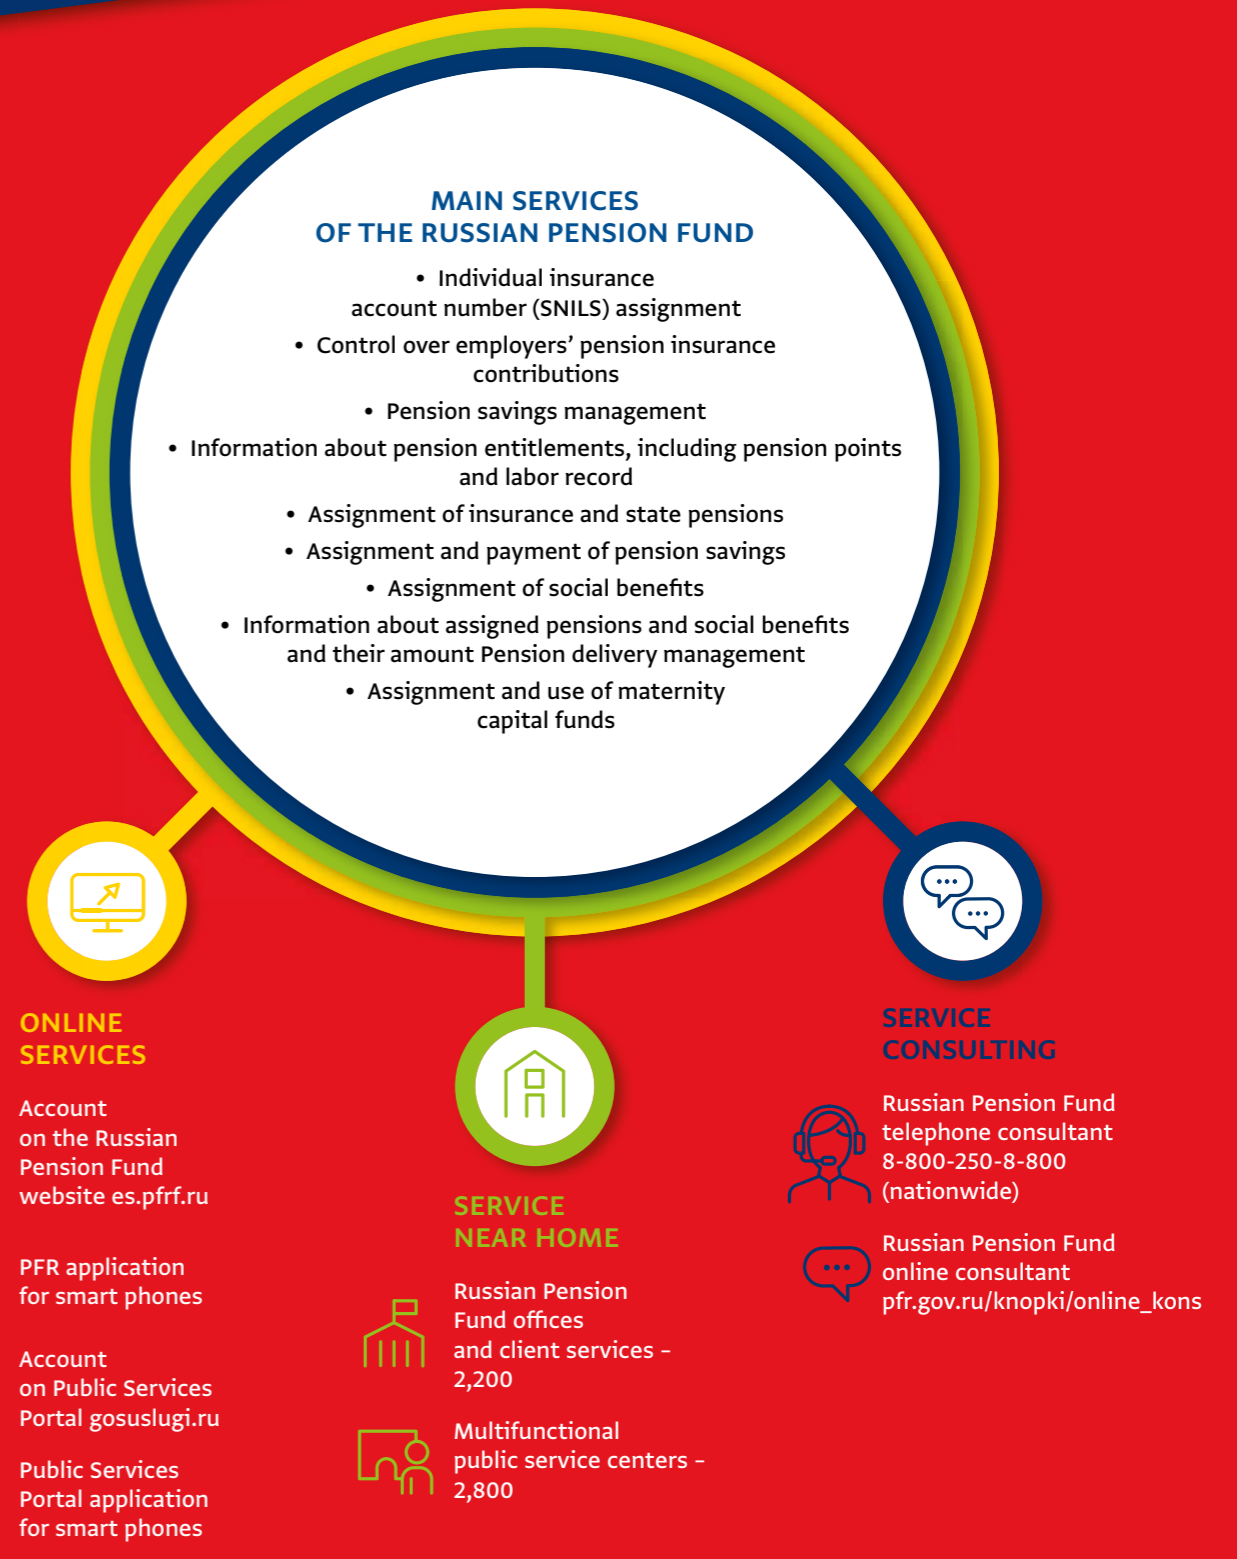 MAIN SERVICES
OF THE RUSSIAN PENSION FUND
• Individual insurance
account number (SNILS) assignment
• Control over employers’ pension insurance
contributions
• Pension savings management
• Information about pension entitlements, including pension points
and labor record
• Assignment of insurance and state pensions
• Assignment and payment of pension savings
• Assignment of social benefits
• Information about assigned pensions and social benefits
and their amount Pension delivery management
• Assignment and use of maternity
capital funds
ONLINE
SERVICES
Account
on the Russian
Pension Fund
website es.pfrf.ru
PFR application
for smart phones
Account
on Public Services
Portal gosuslugi.ru
Public Services
Portal application
for smart phones
SERVICE
NEAR HOME
Russian Pension
Fund offices
and client services –
2,200
Multifunctional
public service centers –
2,800
SERVICE
CONSULTING
Russian Pension Fund
telephone consultant
8-800-250-8-800
(nationwide)
Russian Pension Fund
online consultant
pfr.gov.ru/knopki/online_kons